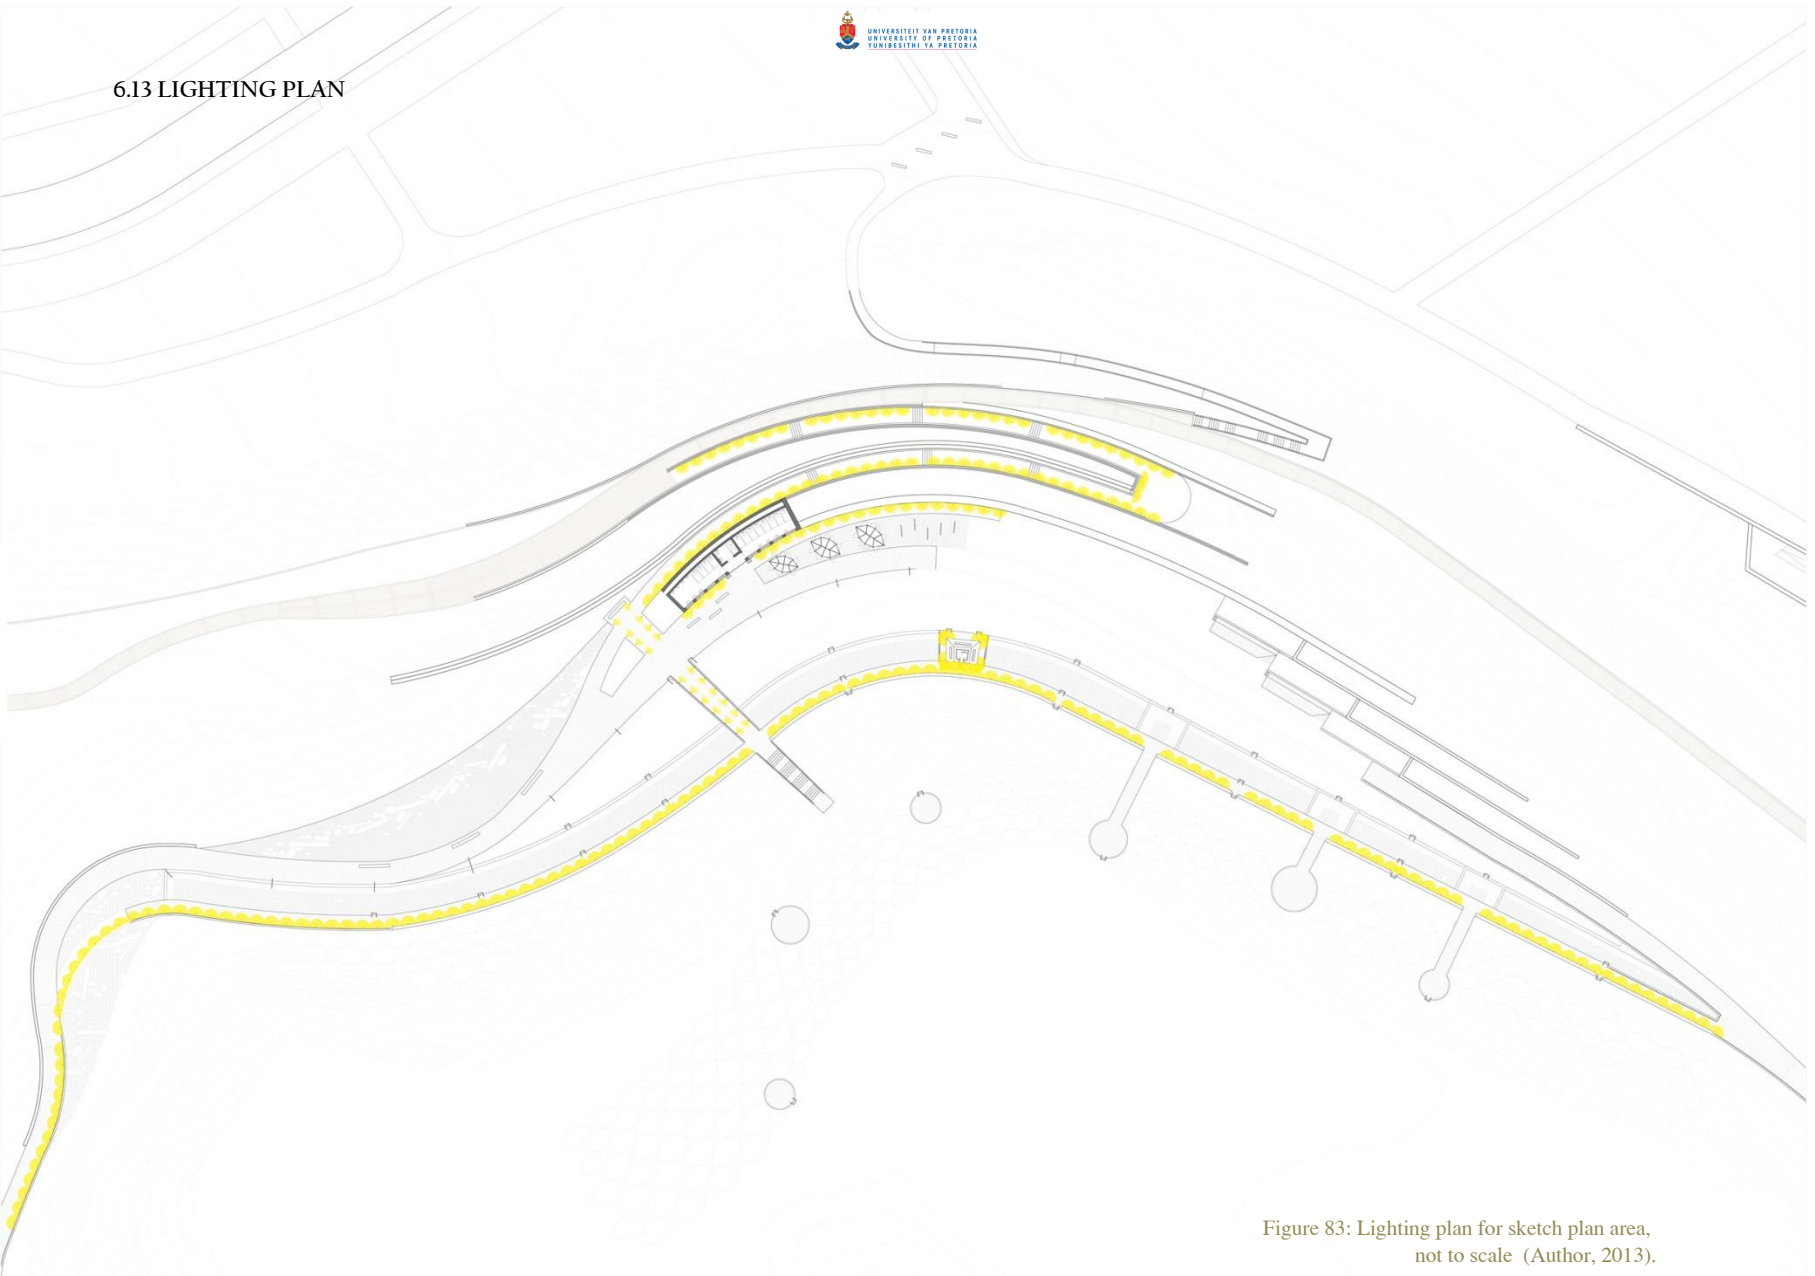 UNIVERSITEIT VAN PRETORIA
UNIVERSITY OF PRETORIA
YUNIBESITHI YA PRETORIA
6.13 LIGHTING PLAN
Figure 83: Lighting plan for sketch plan area,
not to scale (Author, 2013).